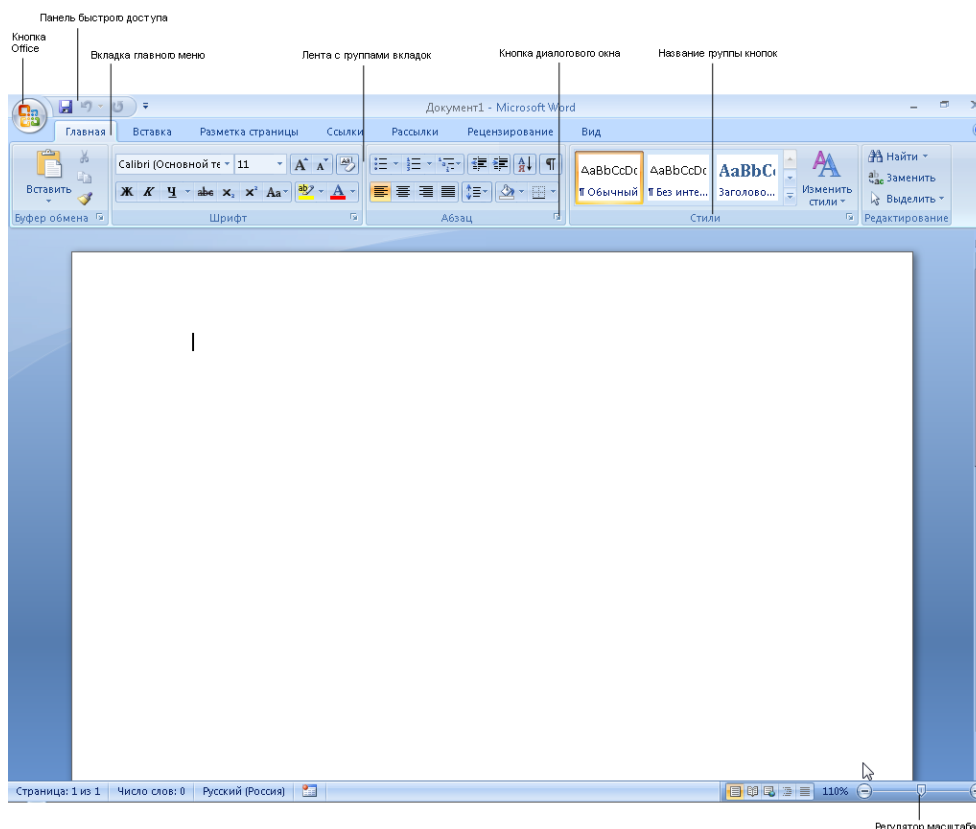 Панель быстрого доступа
Кнопка
Office
Вкладка главного меню
Лента с группами вкладок
Кнопка диалогового окна
Название группы кнопок
Документ1 - Microsoft Word
Главная Вставка Разметка страницы Ссылки Рассылки Рецензирование Вид
Вставить
Буфер обмена
Calibri (Основной те 11
Ж К Ч abc x₂ x² Aa
Шрифт
Абзац
AaBbCcDc AaBbCcDc AaBbC
¶ Обычный ¶ Без инте... Заголово...
Изменить
стили
Стили
Найти
Заменить
Выделить
Редактирование
Страница: 1 из 1 Число слов: 0 Русский (Россия) 110%
Регулятор масштаба